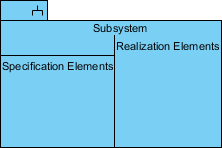 Subsystem
Realization Elements
Specification Elements